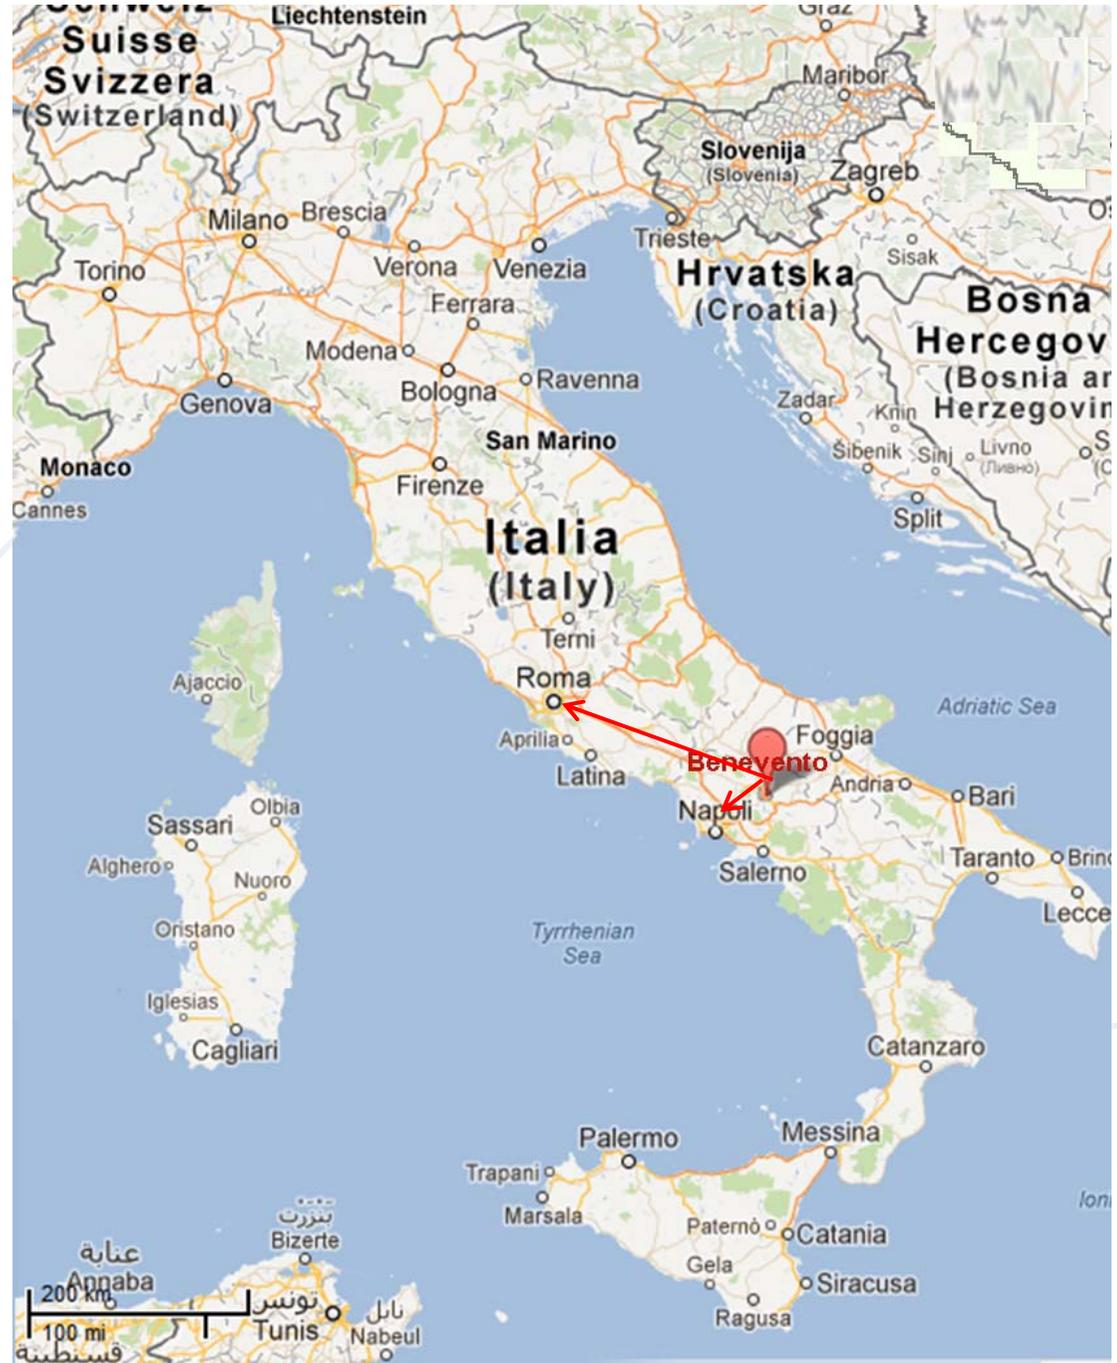 Schweiz
Suisse
Svizzera
(Switzerland)
Liechtenstein
Graz
Maribor
Slovenija
(Slovenia)
Zagreb
Milano
Brescia
Trieste
Sisak
Torino
Verona
Venezia
Hrvatska
(Croatia)
Ferrara
Bosna
Hercegov
(Bosnia an
Herzegovin
Modena
Bologna
Ravenna
Genova
Zadar
Knin
San Marino
Šibenik
Sinj
Livno
(Ливно)
Monaco
Firenze
Cannes
Split
Italia
(Italy)
Terni
Roma
Ajaccio
Adriatic Sea
Aprilia
Latina
Foggia
Benevento
Andria
Bari
Napoli
Olbia
Sassari
Alghero
Salerno
Taranto
Brind
Nuoro
Lecce
Oristano
Tyrrhenian
Sea
Iglesias
Cagliari
Catanzaro
Palermo
Messina
Trapani
Marsala
Ioni
Paternò
Catania
بنزرت
Bizerte
عنابة
Annaba
Gela
Siracusa
Ragusa
200 km
100 mi
تونس
Tunis
نابل
Nabeul
قسنطينة